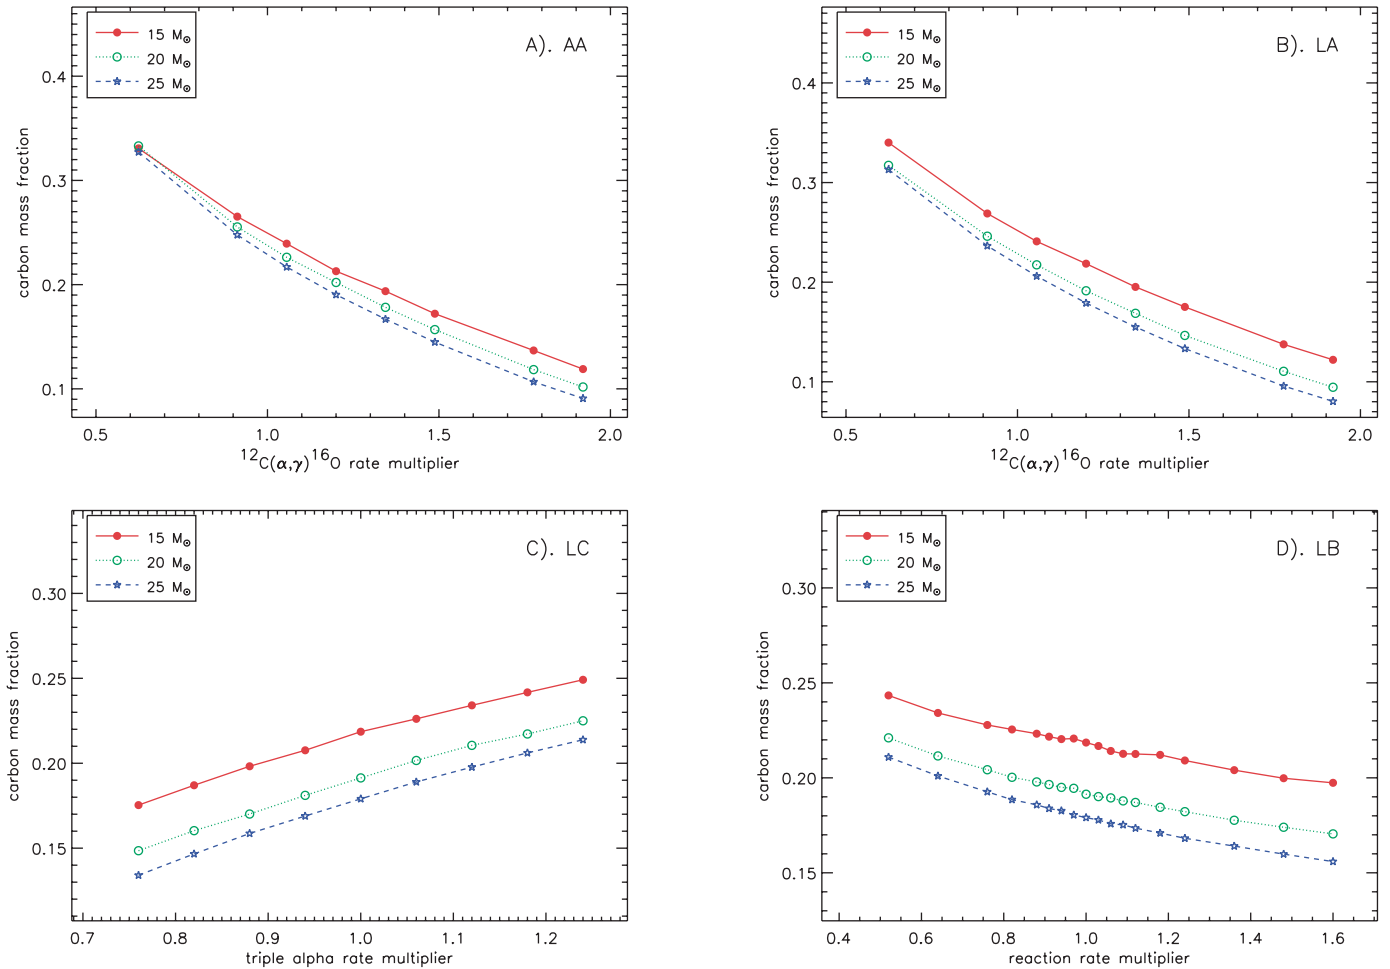 A). AA
15 M⊙
20 M⊙
25 M⊙
carbon mass fraction
0.4
0.3
0.2
0.1
0.5 1.0 1.5 2.0
¹²C(α,γ)¹⁶O rate multiplier
B). LA
15 M⊙
20 M⊙
25 M⊙
carbon mass fraction
0.4
0.3
0.2
0.1
0.5 1.0 1.5 2.0
¹²C(α,γ)¹⁶O rate multiplier
C). LC
15 M⊙
20 M⊙
25 M⊙
carbon mass fraction
0.30
0.25
0.20
0.15
0.7 0.8 0.9 1.0 1.1 1.2
triple alpha rate multiplier
D). LB
15 M⊙
20 M⊙
25 M⊙
carbon mass fraction
0.30
0.25
0.20
0.15
0.4 0.6 0.8 1.0 1.2 1.4 1.6
reaction rate multiplier